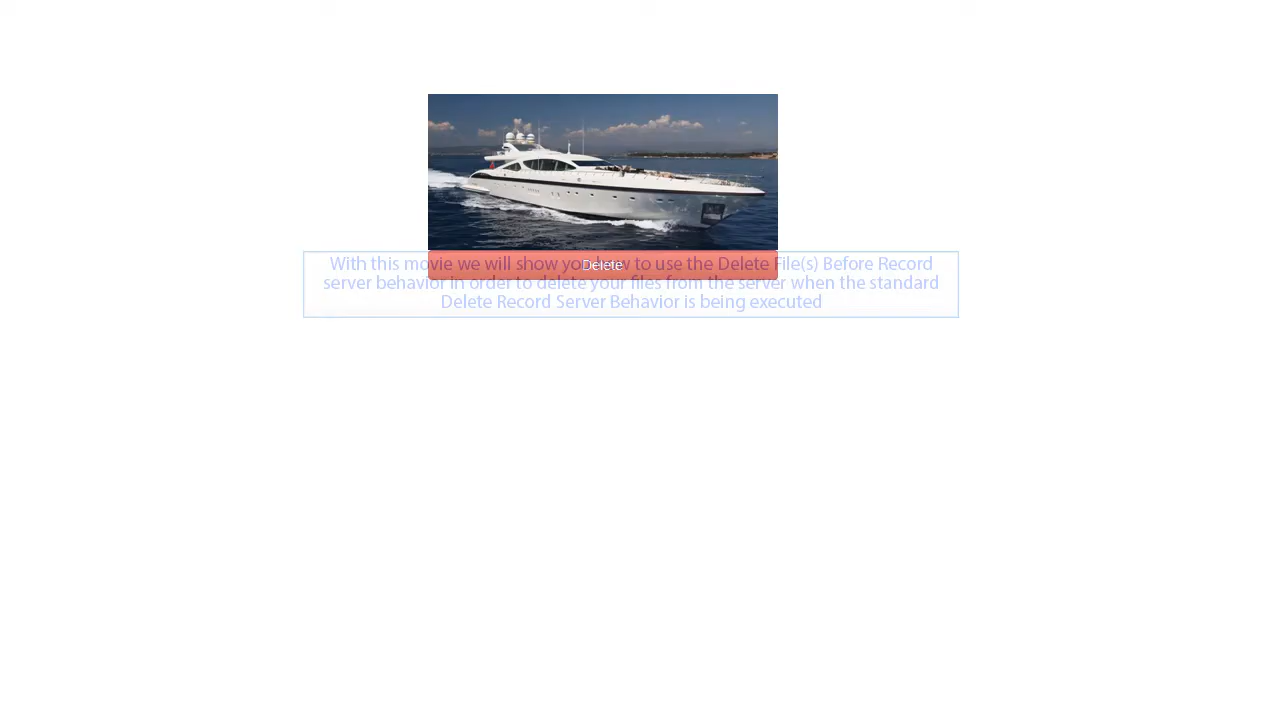 With this movie we will show you how to use the Delete File(s) Before Record
server behavior in order to delete your files from the server when the standard
Delete Record Server Behavior is being executed
Delete